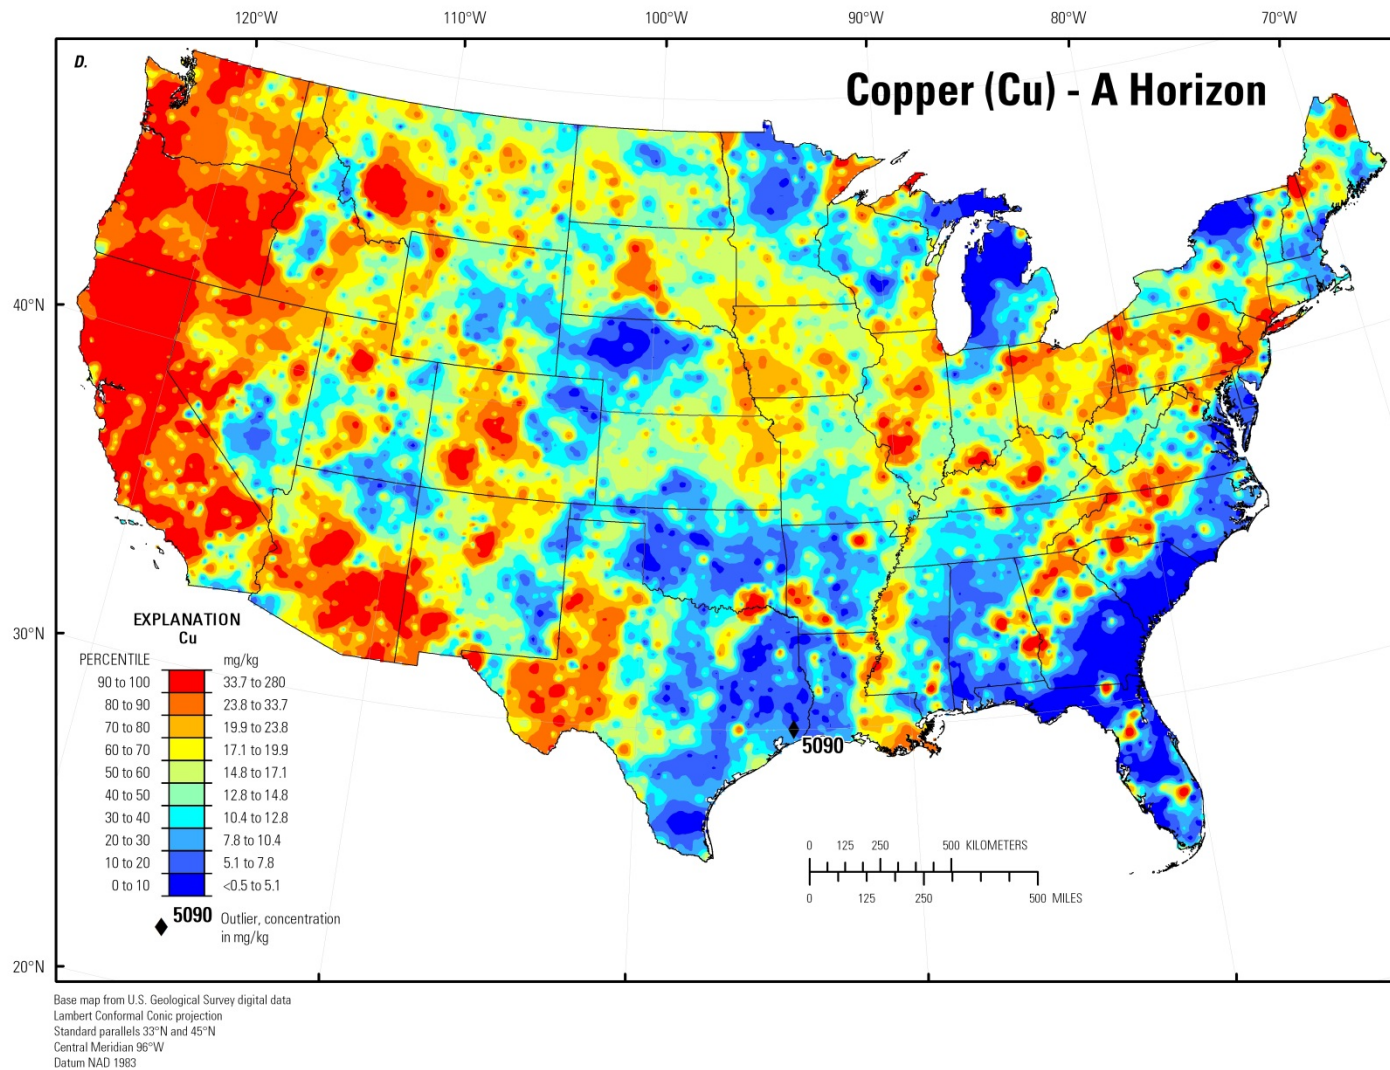 120°W 110°W 100°W 90°W 80°W 70°W
D.
Copper (Cu) - A Horizon
40°N
30°N
20°N
EXPLANATION
Cu
PERCENTILE mg/kg
90 to 100 33.7 to 280
80 to 90 23.8 to 33.7
70 to 80 19.9 to 23.8
60 to 70 17.1 to 19.9
50 to 60 14.8 to 17.1
40 to 50 12.8 to 14.8
30 to 40 10.4 to 12.8
20 to 30 7.8 to 10.4
10 to 20 5.1 to 7.8
0 to 10 <0.5 to 5.1
5090 Outlier, concentration
in mg/kg
5090
0 125 250 500 KILOMETERS
0 125 250 500 MILES
Base map from U.S. Geological Survey digital data
Lambert Conformal Conic projection
Standard parallels 33°N and 45°N
Central Meridian 96°W
Datum NAD 1983